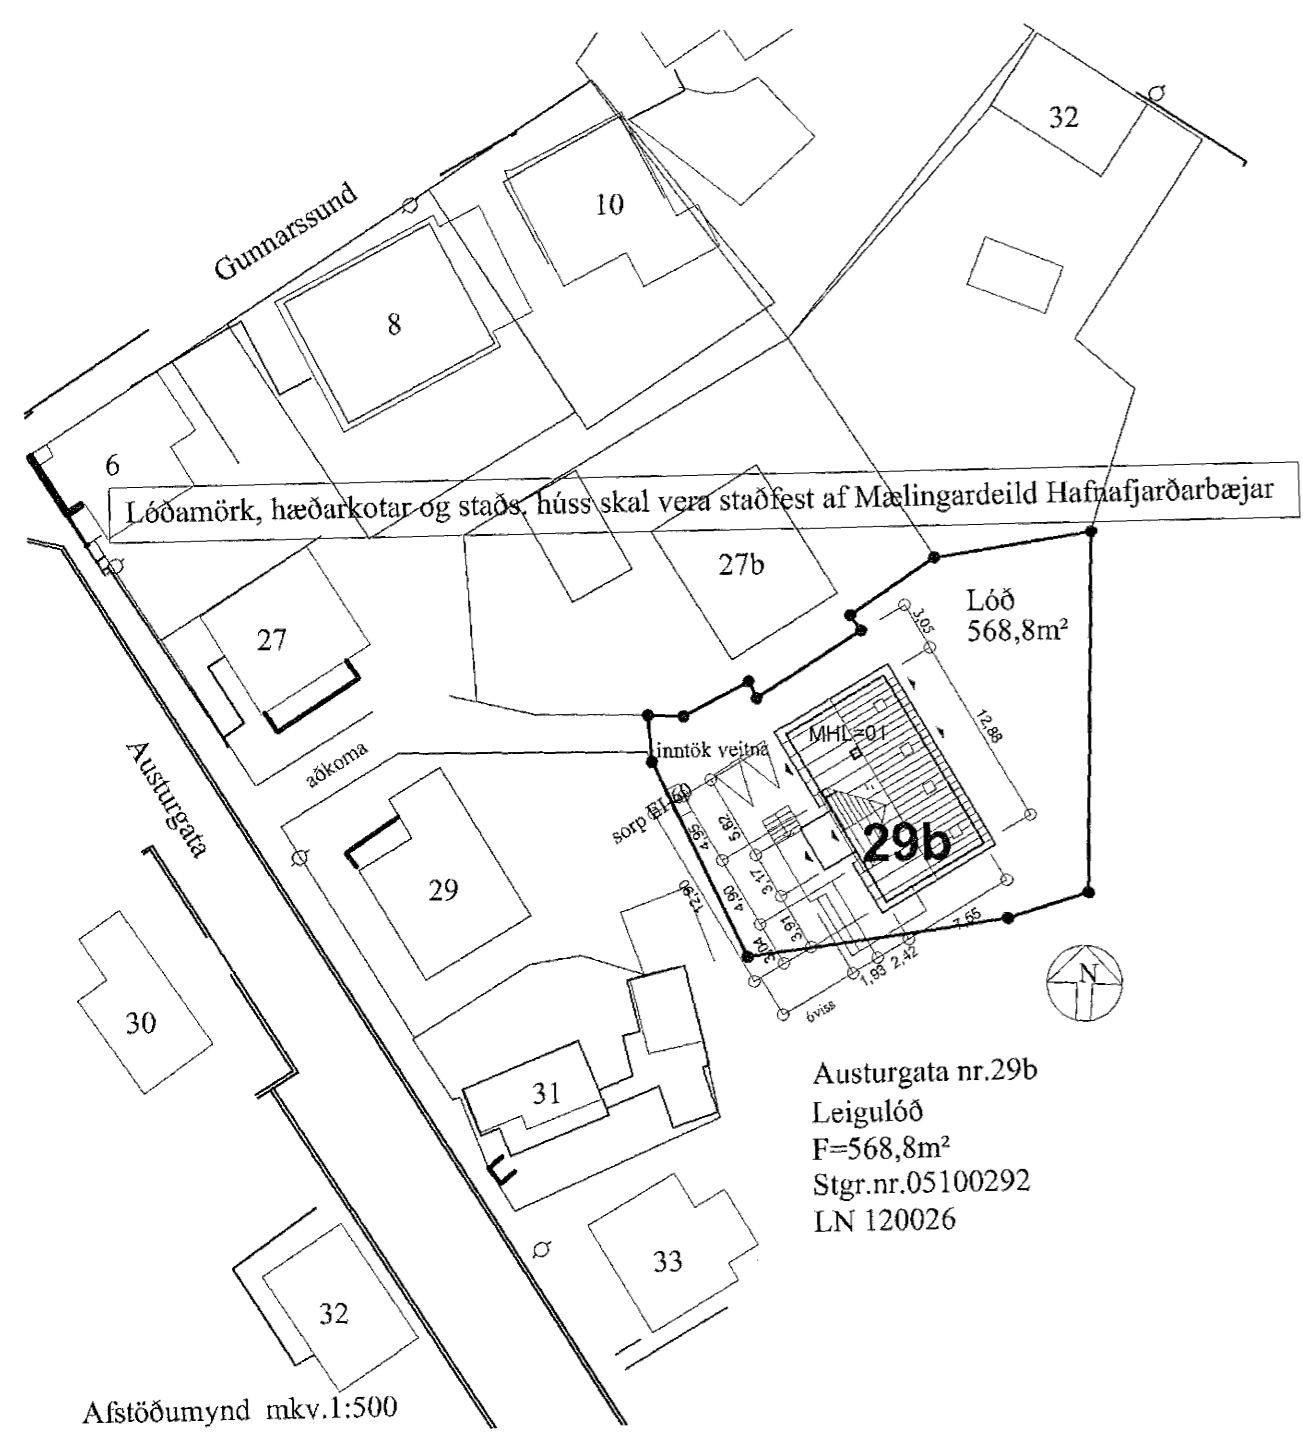 32
10
Gunnarssund
8
6
Lóðamörk, hæðarkotar og staðs. húss skal vera staðfest af Mælingardeild Hafnafjarðarbæjar
27b
Lóð
568,8m²
3,05
27
12,88
MHL=01
inntök veitna
aðkoma
Austurgata
sorp EI 60
4,95
5,82
29b
29
12,90
4,90
3,17
3,91
3,04
7,55
2,42
1,93
óviss
N
30
31
Austurgata nr.29b
Leigulóð
F=568,8m²
Stgr.nr.05100292
LN 120026
33
32
Afstöðumynd mkv.1:500